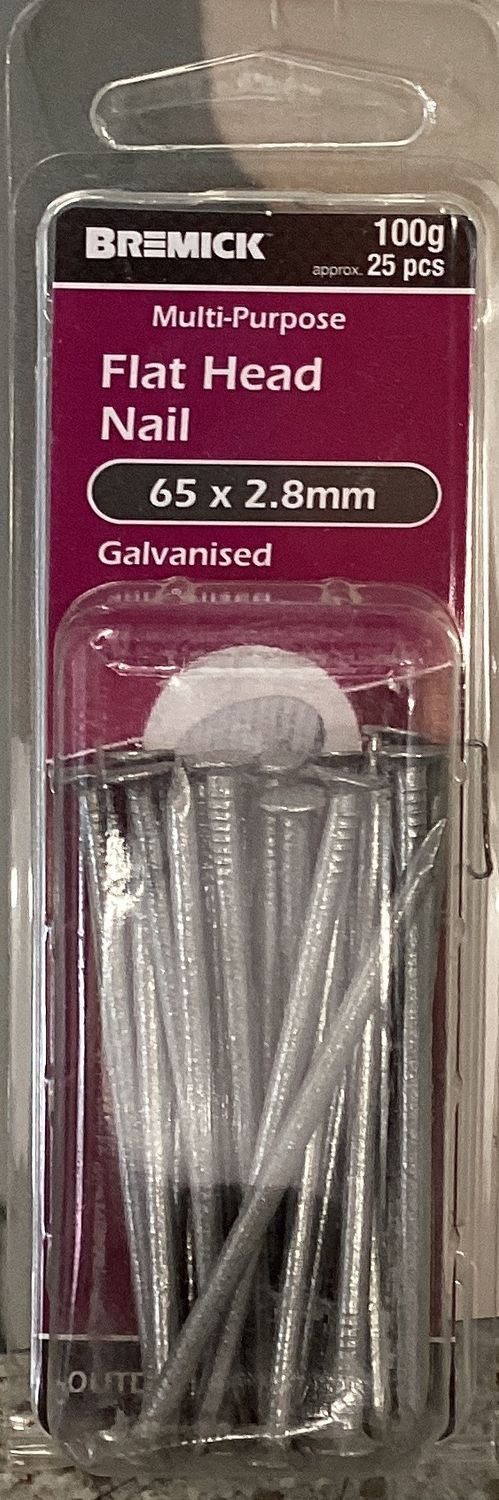 BREMICK
100g
approx. 25 pcs
Multi-Purpose
Flat Head
Nail
65 x 2.8mm
Galvanised